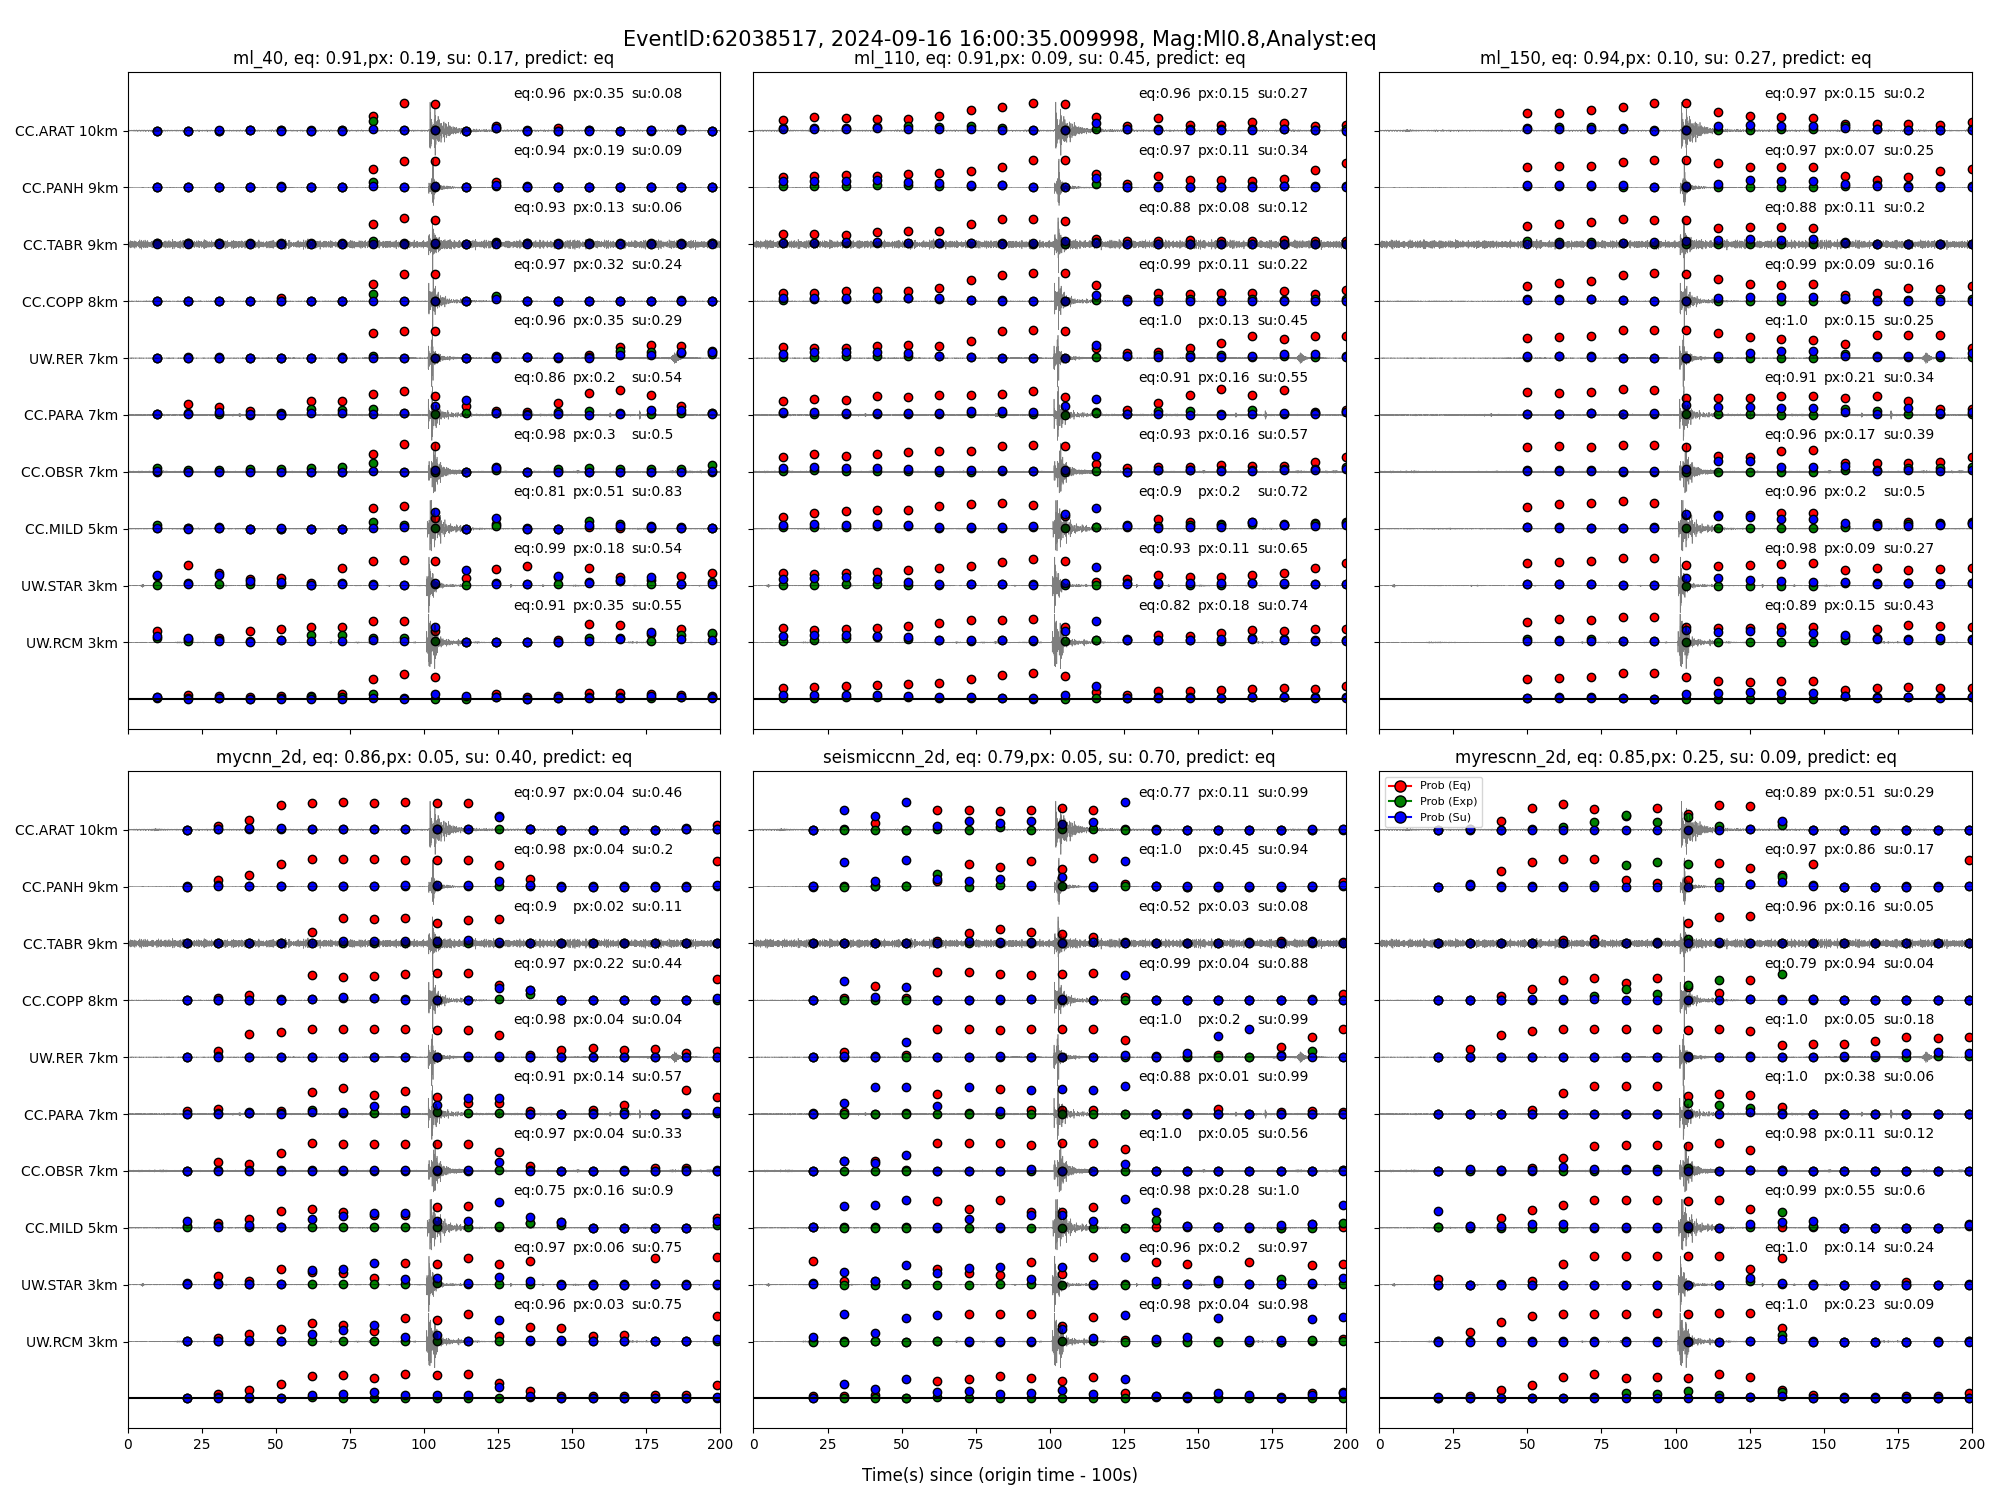 EventID:62038517, 2024-09-16 16:00:35.009998, Mag:Ml0.8,Analyst:eq
ml_40, eq: 0.91,px: 0.19, su: 0.17, predict: eq
CC.ARAT 10km eq:0.96 px:0.35 su:0.08
CC.PANH 9km eq:0.94 px:0.19 su:0.09
CC.TABR 9km eq:0.93 px:0.13 su:0.06
CC.COPP 8km eq:0.97 px:0.32 su:0.24
UW.RER 7km eq:0.96 px:0.35 su:0.29
CC.PARA 7km eq:0.86 px:0.2 su:0.54
CC.OBSR 7km eq:0.98 px:0.3 su:0.5
CC.MILD 5km eq:0.81 px:0.51 su:0.83
UW.STAR 3km eq:0.99 px:0.18 su:0.54
UW.RCM 3km eq:0.91 px:0.35 su:0.55
ml_110, eq: 0.91,px: 0.09, su: 0.45, predict: eq
eq:0.96 px:0.15 su:0.27
eq:0.97 px:0.11 su:0.34
eq:0.88 px:0.08 su:0.12
eq:0.99 px:0.11 su:0.22
eq:1.0 px:0.13 su:0.45
eq:0.91 px:0.16 su:0.55
eq:0.93 px:0.16 su:0.57
eq:0.9 px:0.2 su:0.72
eq:0.93 px:0.11 su:0.65
eq:0.82 px:0.18 su:0.74
ml_150, eq: 0.94,px: 0.10, su: 0.27, predict: eq
eq:0.97 px:0.15 su:0.2
eq:0.97 px:0.07 su:0.25
eq:0.88 px:0.11 su:0.2
eq:0.99 px:0.09 su:0.16
eq:1.0 px:0.15 su:0.25
eq:0.91 px:0.21 su:0.34
eq:0.96 px:0.17 su:0.39
eq:0.96 px:0.2 su:0.5
eq:0.98 px:0.09 su:0.27
eq:0.89 px:0.15 su:0.43
mycnn_2d, eq: 0.86,px: 0.05, su: 0.40, predict: eq
CC.ARAT 10km eq:0.97 px:0.04 su:0.46
CC.PANH 9km eq:0.98 px:0.04 su:0.2
CC.TABR 9km eq:0.9 px:0.02 su:0.11
CC.COPP 8km eq:0.97 px:0.22 su:0.44
UW.RER 7km eq:0.98 px:0.04 su:0.04
CC.PARA 7km eq:0.91 px:0.14 su:0.57
CC.OBSR 7km eq:0.97 px:0.04 su:0.33
CC.MILD 5km eq:0.75 px:0.16 su:0.9
UW.STAR 3km eq:0.97 px:0.06 su:0.75
UW.RCM 3km eq:0.96 px:0.03 su:0.75
0 25 50 75 100 125 150 175 200
seismiccnn_2d, eq: 0.79,px: 0.05, su: 0.70, predict: eq
eq:0.77 px:0.11 su:0.99
eq:1.0 px:0.45 su:0.94
eq:0.52 px:0.03 su:0.08
eq:0.99 px:0.04 su:0.88
eq:1.0 px:0.2 su:0.99
eq:0.88 px:0.01 su:0.99
eq:1.0 px:0.05 su:0.56
eq:0.98 px:0.28 su:1.0
eq:0.96 px:0.2 su:0.97
eq:0.98 px:0.04 su:0.98
0 25 50 75 100 125 150 175 200
myrescnn_2d, eq: 0.85,px: 0.25, su: 0.09, predict: eq
Prob (Eq)
Prob (Exp)
Prob (Su)
eq:0.89 px:0.51 su:0.29
eq:0.97 px:0.86 su:0.17
eq:0.96 px:0.16 su:0.05
eq:0.79 px:0.94 su:0.04
eq:1.0 px:0.05 su:0.18
eq:1.0 px:0.38 su:0.06
eq:0.98 px:0.11 su:0.12
eq:0.99 px:0.55 su:0.6
eq:1.0 px:0.14 su:0.24
eq:1.0 px:0.23 su:0.09
0 25 50 75 100 125 150 175 200
Time(s) since (origin time - 100s)